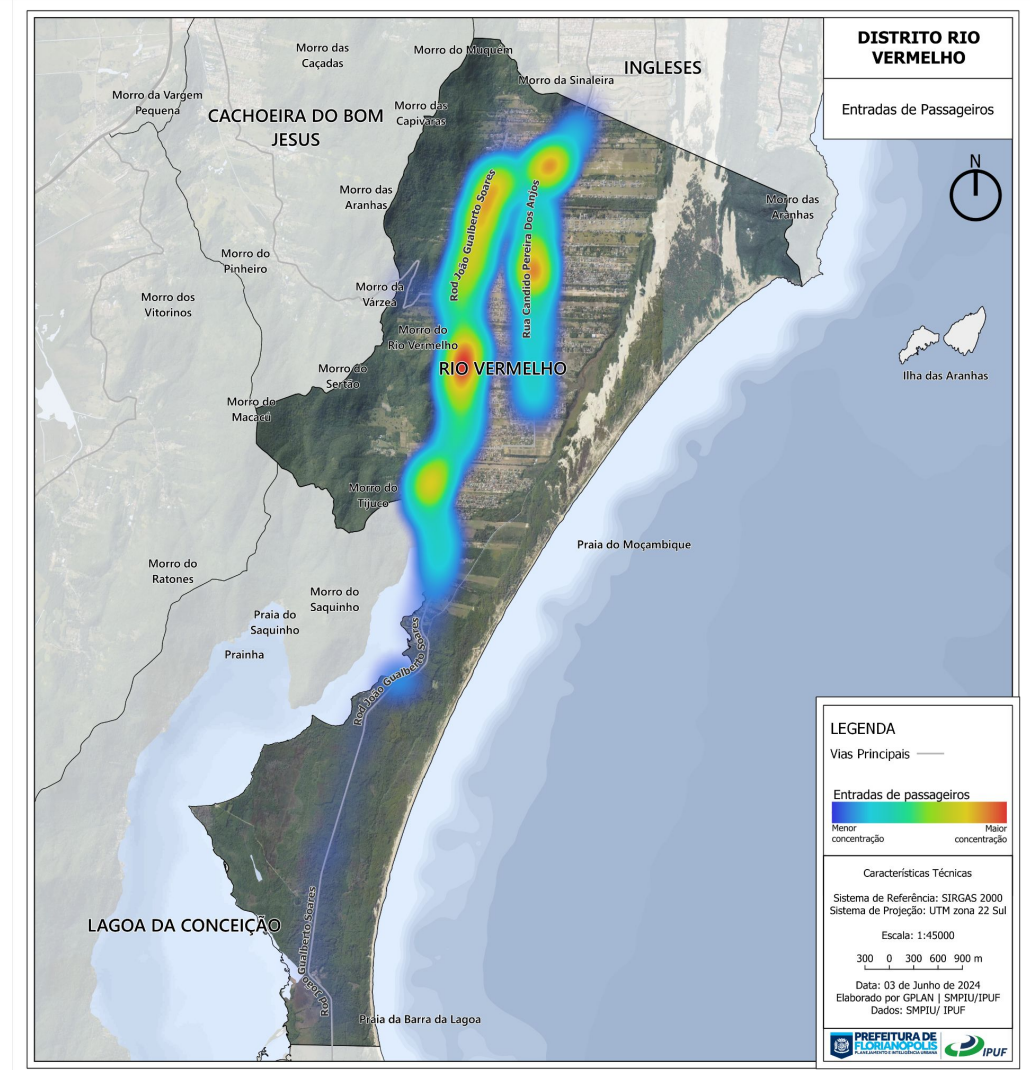 DISTRITO RIO
VERMELHO
Entradas de Passageiros
N
Morro das
Caçadas
Morro do Muquem
INGLESES
Morro da Sinaleira
Morro da Vargem
Pequena
CACHOEIRA DO BOM
JESUS
Morro das
Capivaras
Morro das
Aranhas
Morro das
Aranhas
Rod João Gualberto Soares
Rua Candido Pereira Dos Anjos
Morro do
Pinheiro
Morro da
Várzea
Morro dos
Vitorinos
Morro do
Rio Vermelho
RIO VERMELHO
Morro do
Sertão
Ilha das Aranhas
Morro do
Macacú
Morro do
Tijuco
Praia do Moçambique
Morro do
Ratones
Morro do
Saquinho
Praia do
Saquinho
Prainha
Rod João Gualberto Soares
LAGOA DA CONCEIÇÃO
Rod João Gualberto Soares
Praia da Barra da Lagoa
LEGENDA
Vias Principais
Entradas de passageiros
Menor
concentração
Maior
concentração
Características Técnicas
Sistema de Referência: SIRGAS 2000
Sistema de Projeção: UTM zona 22 Sul
Escala: 1:45000
300 0 300 600 900 m
Data: 03 de Junho de 2024
Elaborado por GPLAN | SMPIU/IPUF
Dados: SMPIU/ IPUF
PREFEITURA DE
FLORIANÓPOLIS
PLANEJAMENTO E INTELIGÊNCIA URBANA
IPUF